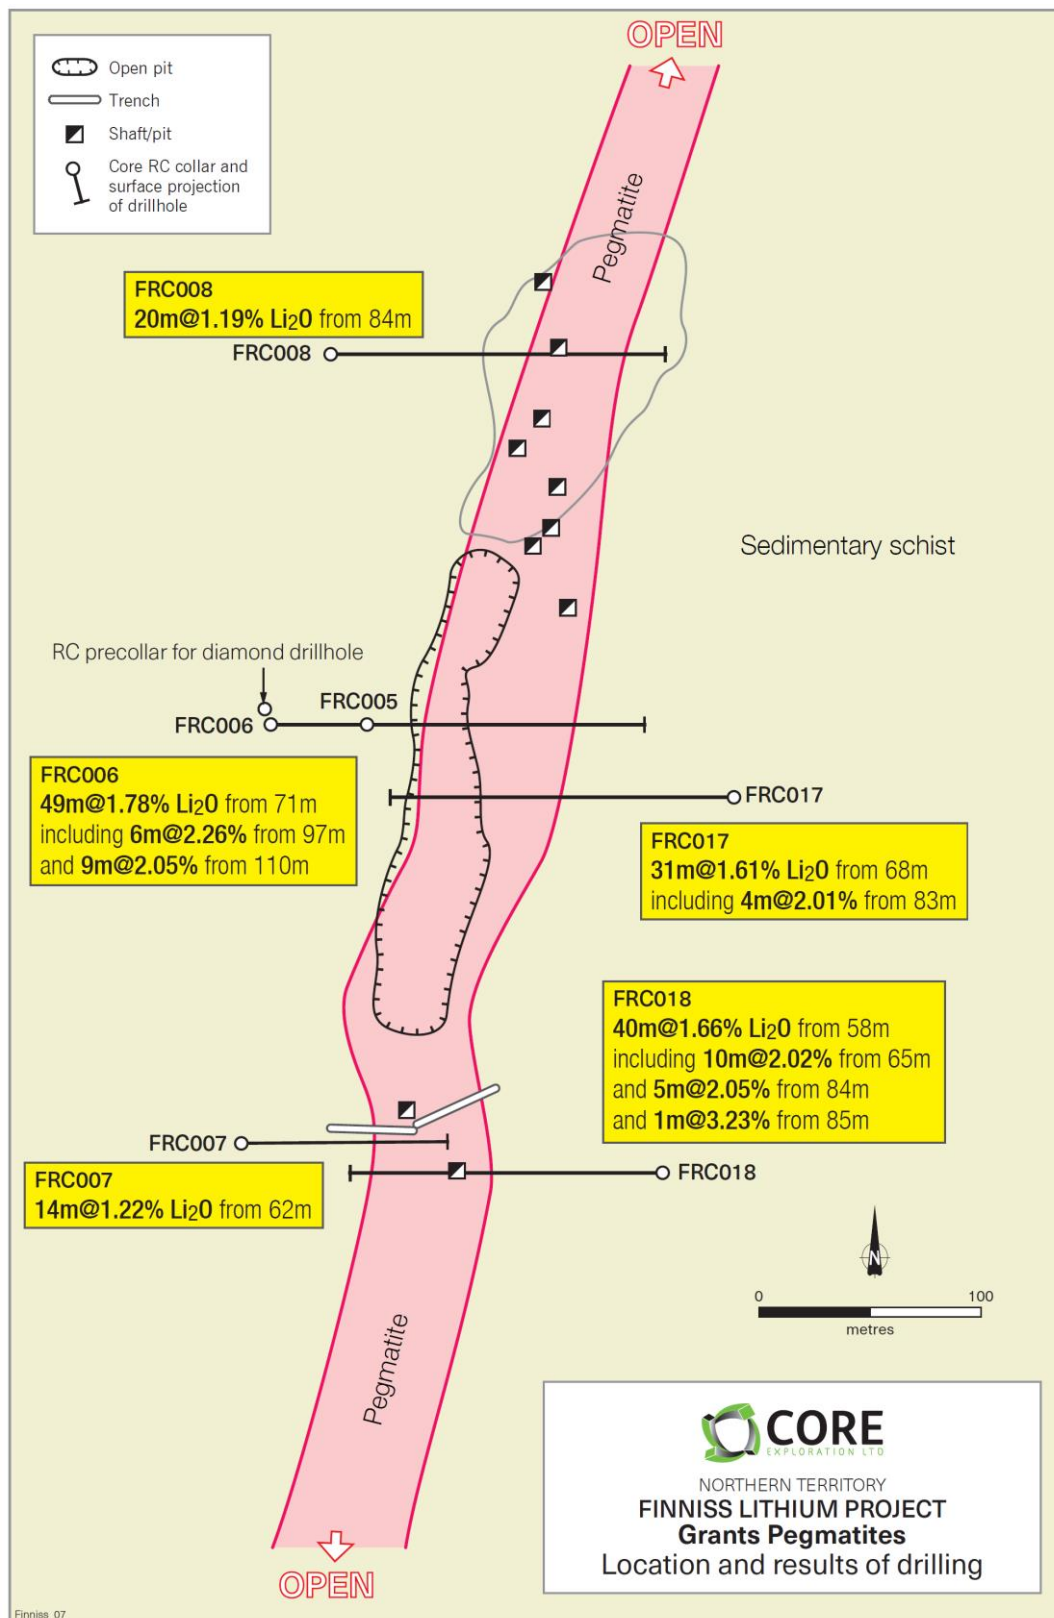 OPEN
Open pit
Trench
Shaft/pit
Core RC collar and
surface projection
of drillhole
Pegmatite
FRC008
20m@1.19% Li2O from 84m
FRC008
Sedimentary schist
RC precollar for diamond drillhole
FRC005
FRC006
FRC006
49m@1.78% Li2O from 71m
including 6m@2.26% from 97m
and 9m@2.05% from 110m
FRC017
FRC017
31m@1.61% Li2O from 68m
including 4m@2.01% from 83m
FRC018
40m@1.66% Li2O from 58m
including 10m@2.02% from 65m
and 5m@2.05% from 84m
and 1m@3.23% from 85m
FRC007
FRC007
14m@1.22% Li2O from 62m
FRC018
N
0 100
metres
Pegmatite
CORE
EXPLORATION LTD
NORTHERN TERRITORY
FINNISS LITHIUM PROJECT
Grants Pegmatites
Location and results of drilling
OPEN
Finniss_07